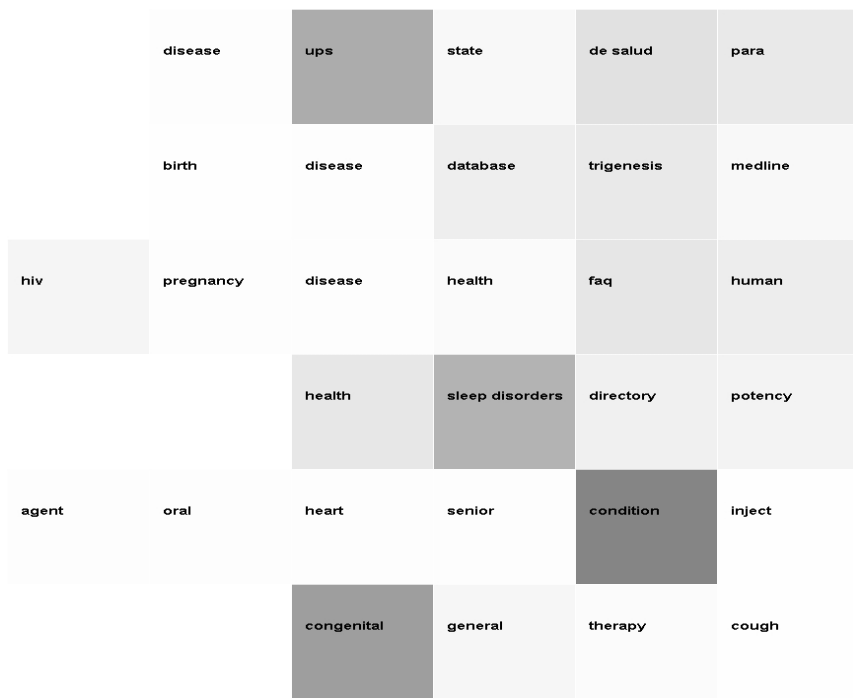 disease ups state de salud para
birth disease database trigenesis medline
hiv pregnancy disease health faq human
health sleep disorders directory potency
agent oral heart senior condition inject
congenital general therapy cough